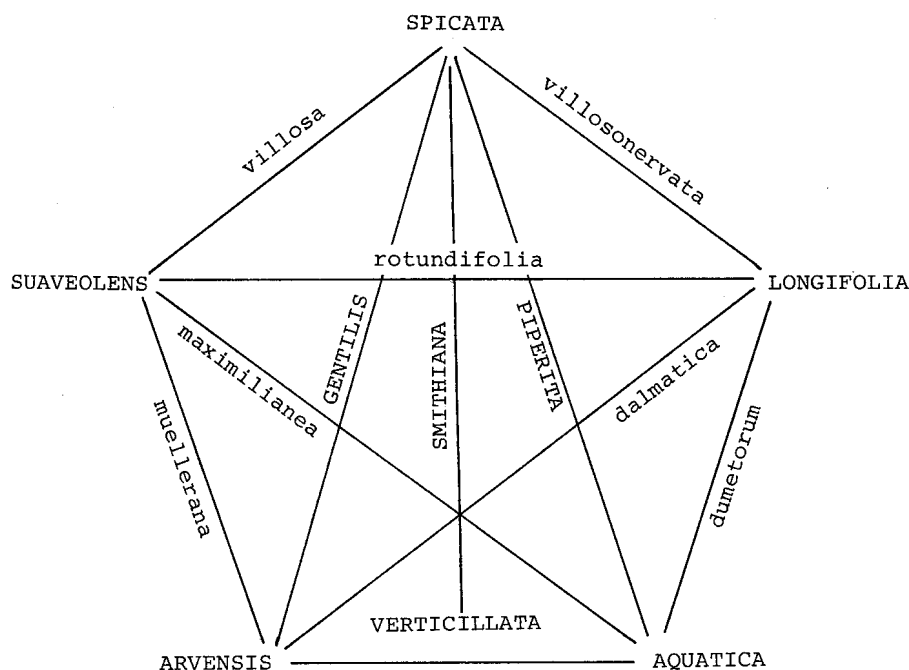 SPICATA
villosa
villosonervata
rotundifolia
SUAVEOLENS
LONGIFOLIA
GENTILIS
SMITHIANA
PIPERITA
maximilianea
dalmatica
muellerana
dumetorum
VERTICILLATA
ARVENSIS
AQUATICA